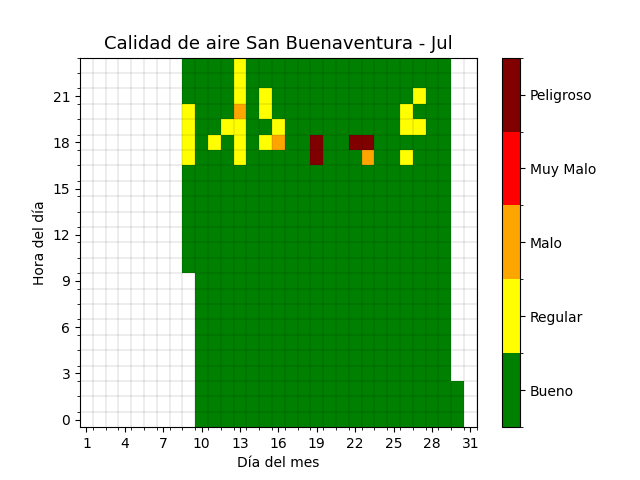 Calidad de aire San Buenaventura - Jul
Hora del día
21
18
15
12
9
6
3
0
1 4 7 10 13 16 19 22 25 28 31
Día del mes
Peligroso
Muy Malo
Malo
Regular
Bueno